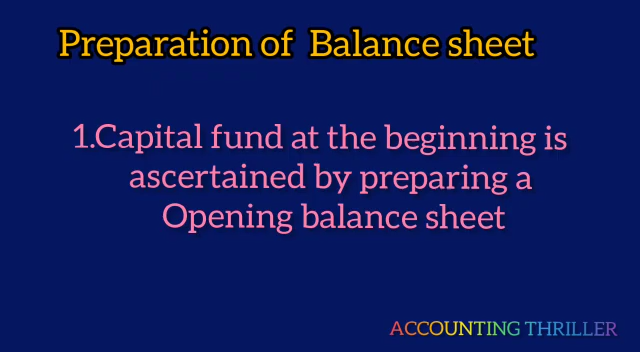 Preparation of Balance sheet
1.Capital fund at the beginning is
ascertained by preparing a
Opening balance sheet
ACCOUNTING THRILLER